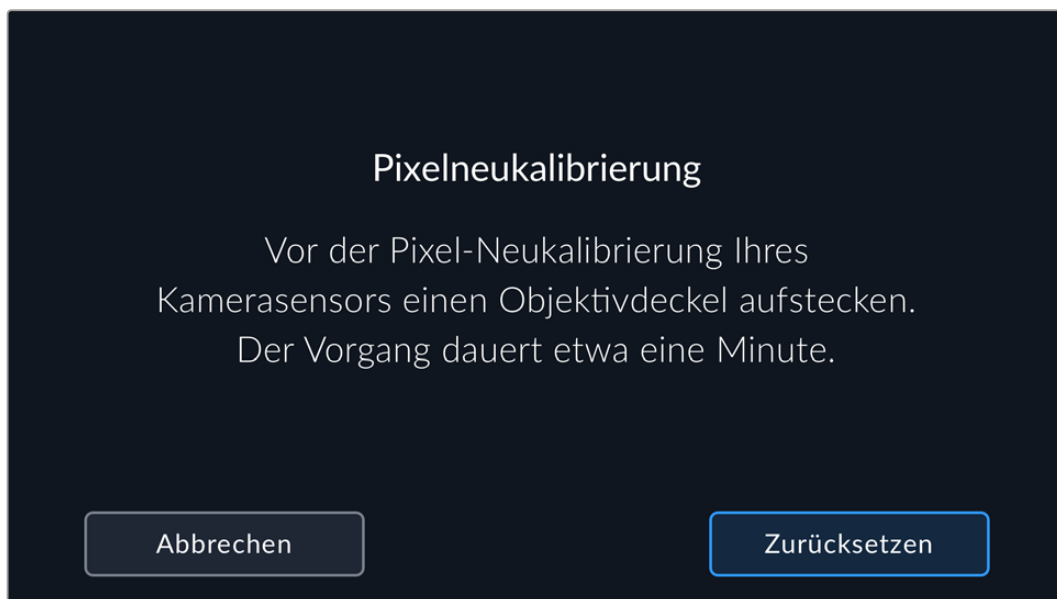 Pixelneukalibrierung
Vor der Pixel-Neukalibrierung Ihres
Kamerasensors einen Objektivdeckel aufstecken.
Der Vorgang dauert etwa eine Minute.
Abbrechen
Zurücksetzen